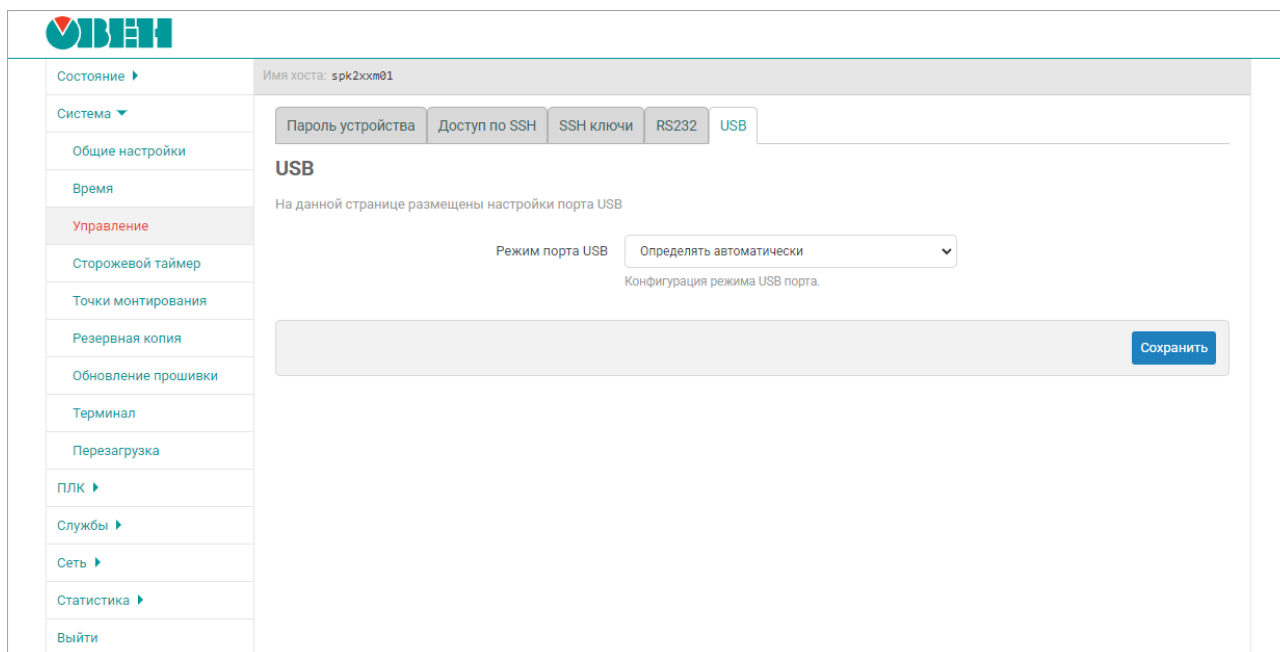 ОВЕН
Имя хоста: spk2xxm01
Состояние
Система
Общие настройки
Время
Управление
Сторожевой таймер
Точки монтирования
Резервная копия
Обновление прошивки
Терминал
Перезагрузка
ПЛК
Службы
Сеть
Статистика
Выйти
Пароль устройства Доступ по SSH SSH ключи RS232 USB
USB
На данной странице размещены настройки порта USB
Режим порта USB Определять автоматически
Конфигурация режима USB порта.
Сохранить